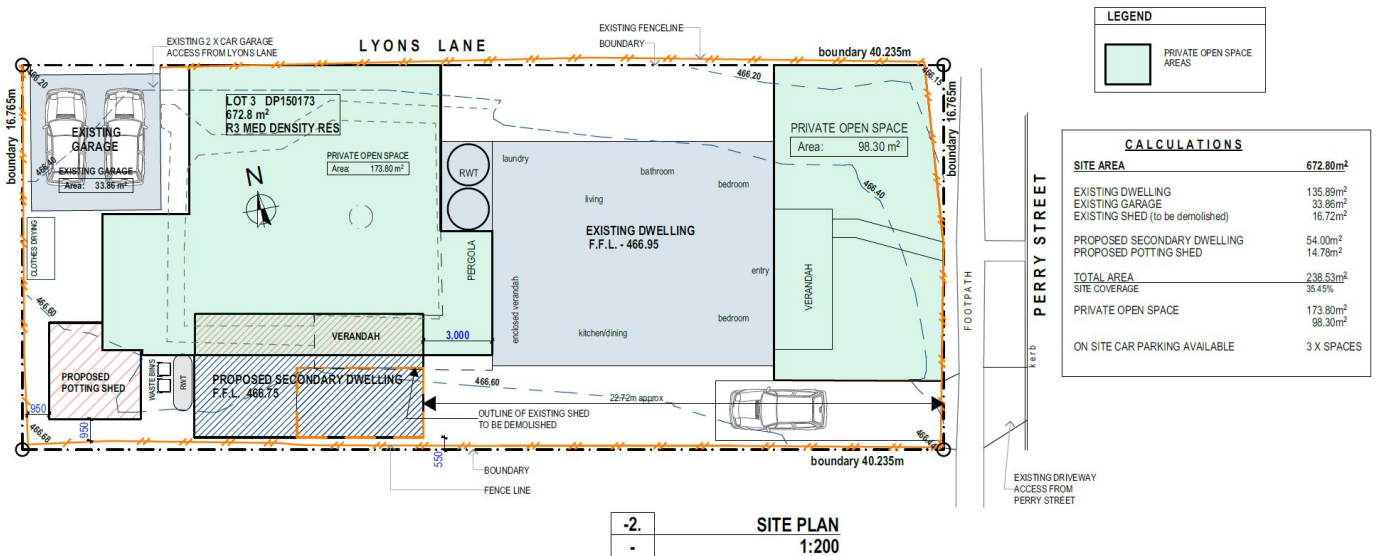 EXISTING 2 X CAR GARAGE
ACCESS FROM LYONS LANE
LYONS LANE
EXISTING FENCELINE
BOUNDARY
boundary 40.235m
LEGEND
PRIVATE OPEN SPACE
AREAS
466.20
466.20
466.15
boundary 16.765m
boundary 16.765m
LOT 3 DP150173
672.8 m²
R3 MED DENSITY RES
EXISTING
GARAGE
EXISTING GARAGE
Area: 33.86 m²
466.40
PRIVATE OPEN SPACE
Area: 173.80 m²
N
RWT
laundry
bathroom
bedroom
living
PRIVATE OPEN SPACE
Area: 98.30 m²
466.40
EXISTING DWELLING
F.F.L. - 466.95
CLOTHES DRYING
PERGOLA
enclosed verandah
entry
VERANDAH
bedroom
kitchen/dining
FOOTPATH
PERRY STREET
kerb
466.60
VERANDAH
3,000
PROPOSED
POTTING SHED
WASTE BINS
RWT
PROPOSED SECONDARY DWELLING
F.F.L. 466.75
466.60
22.72m approx
OUTLINE OF EXISTING SHED
TO BE DEMOLISHED
950
950
466.68
550
466.44
boundary 40.235m
BOUNDARY
FENCE LINE
EXISTING DRIVEWAY
ACCESS FROM
PERRY STREET
CALCULATIONS
SITE AREA 672.80m²
EXISTING DWELLING 135.89m²
EXISTING GARAGE 33.86m²
EXISTING SHED (to be demolished) 16.72m²
PROPOSED SECONDARY DWELLING 54.00m²
PROPOSED POTTING SHED 14.78m²
TOTAL AREA 238.53m²
SITE COVERAGE 35.45%
PRIVATE OPEN SPACE 173.80m²
98.30m²
ON SITE CAR PARKING AVAILABLE 3 X SPACES
-2. SITE PLAN
- 1:200